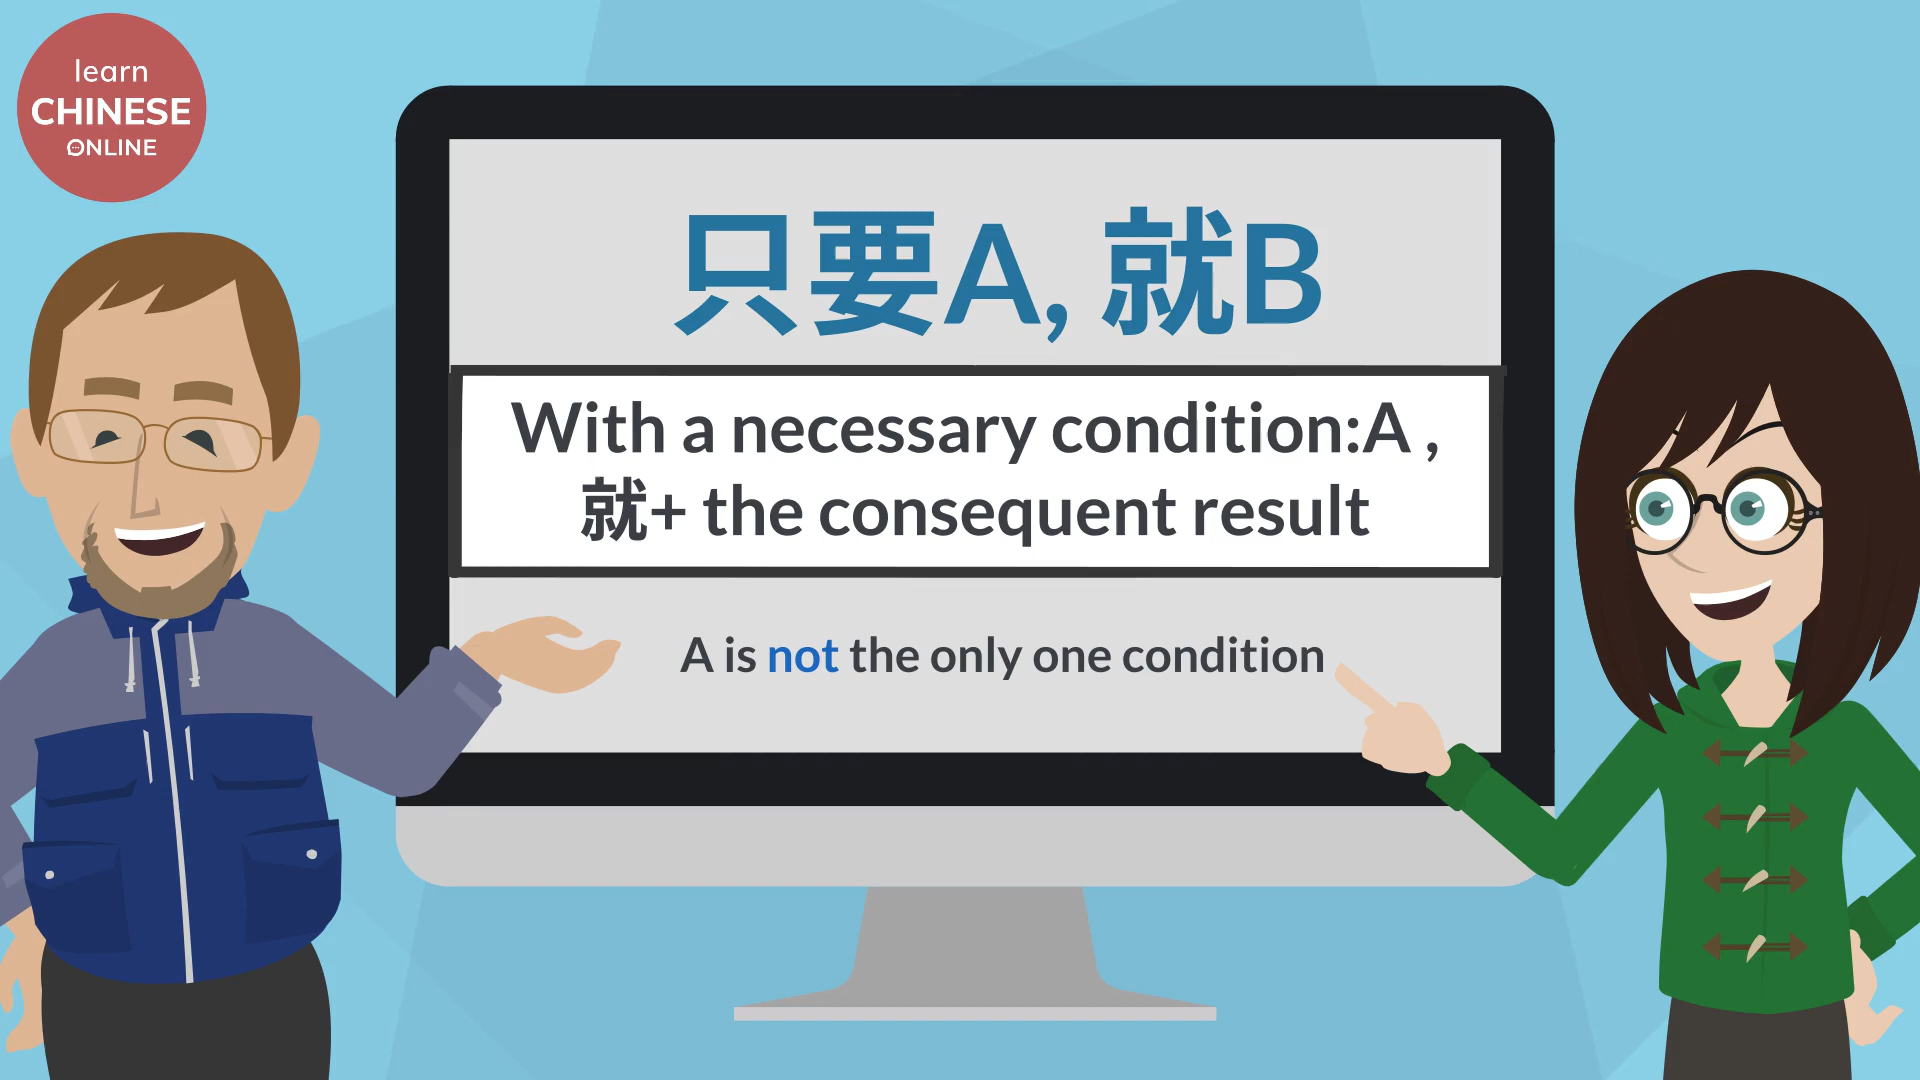 learn
CHINESE
ONLINE
只要A, 就B
With a necessary condition:A ,
就+ the consequent result
A is not the only one condition